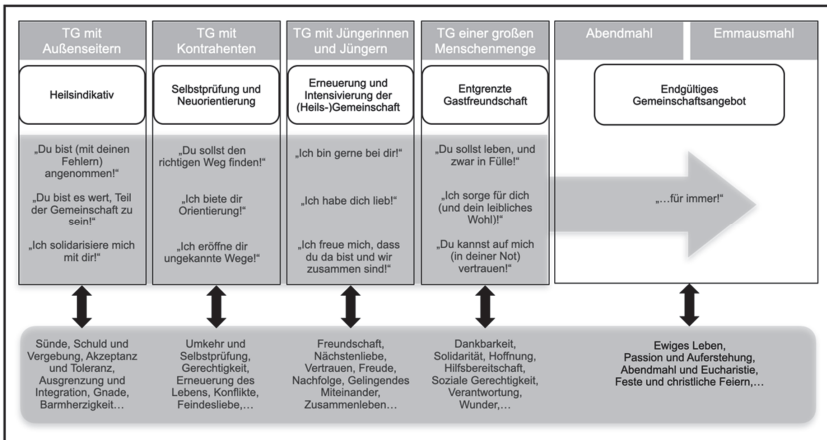 TG mit
Außenseitern
TG mit
Kontrahenten
TG mit Jüngerinnen
und Jüngern
TG einer großen
Menschenmenge
Abendmahl
Emmausmahl
Heilsindikativ
Selbstprüfung und
Neuorientierung
Erneuerung und
Intensivierung der
(Heils-)Gemeinschaft
Entgrenzte
Gastfreundschaft
Endgültiges
Gemeinschaftsangebot
„Du bist (mit deinen
Fehlern)
angenommen!“
„Du bist es wert, Teil
der Gemeinschaft zu
sein!“
„Ich solidarisiere mich
mit dir!“
„Du sollst den
richtigen Weg finden!“
„Ich biete dir
Orientierung!“
„Ich eröffne dir
ungekannte Wege!“
„Ich bin gerne bei dir!“
„Ich habe dich lieb!“
„Ich freue mich, dass
du da bist und wir
zusammen sind!“
„Du sollst leben, und
zwar in Fülle!“
„Ich sorge für dich
(und dein leibliches
Wohl)!“
„Du kannst auf mich
(in deiner Not)
vertrauen!“
„…für immer!“
Sünde, Schuld und
Vergebung, Akzeptanz
und Toleranz,
Ausgrenzung und
Integration, Gnade,
Barmherzigkeit…
Umkehr und
Selbstprüfung,
Gerechtigkeit,
Erneuerung des
Lebens, Konflikte,
Feindesliebe,…
Freundschaft,
Nächstenliebe,
Vertrauen, Freude,
Nachfolge, Gelingendes
Miteinander,
Zusammenleben…
Dankbarkeit,
Solidarität, Hoffnung,
Hilfsbereitschaft,
Soziale Gerechtigkeit,
Verantwortung,
Wunder,…
Ewiges Leben,
Passion und Auferstehung,
Abendmahl und Eucharistie,
Feste und christliche Feiern,…